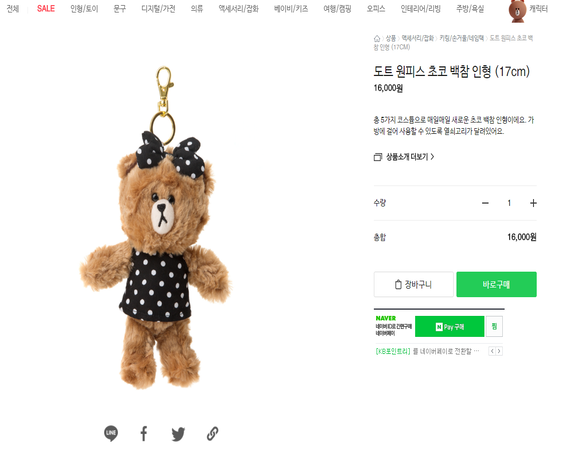 전체 SALE 인형/토이 문구 디지털/가전 의류 액세서리/잡화 베이비/키즈 여행/캠핑 오피스 인테리어/리빙 주방/욕실 캐릭터
상품 액세서리/잡화 키링/손거울/네임택 도트 원피스 초코 백
참 인형 (17CM)
도트 원피스 초코 백참 인형 (17cm)
16,000원
총 5가지 코스튬으로 매일매일 새로운 초코 백참 인형이에요. 가
방에 걸어 사용할 수 있도록 열쇠고리가 달려있어요.
상품소개 더보기 >
수량 － 1 ＋
총합 16,000원
장바구니 바로구매
NAVER
네이버 ID로 간편구매
네이버페이
N Pay 구매 찜
[KB포인트리] 를 네이버페이로 전환할 ···
LINE